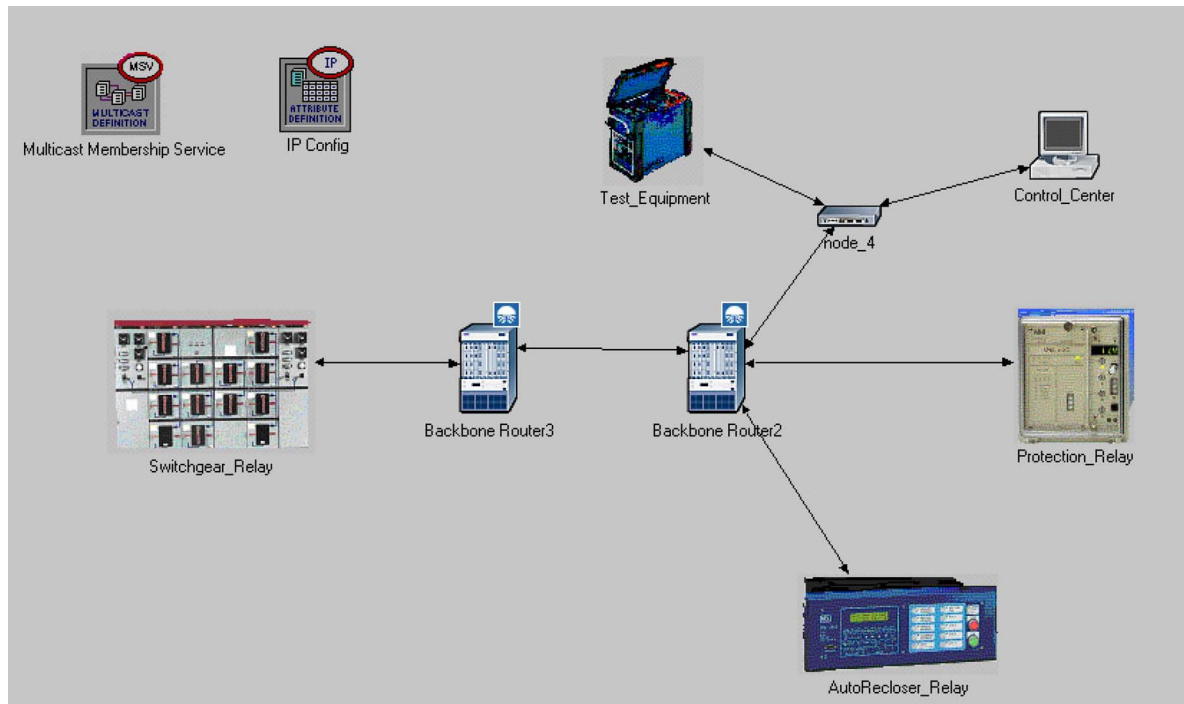 MSV
MULTICAST
DEFINITION
Multicast Membership Service
IP
ATTRIBUTE
DEFINITION
IP Config
Test_Equipment
Control_Center
node_4
Switchgear_Relay
Backbone Router3
Backbone Router2
Protection_Relay
AutoRecloser_Relay